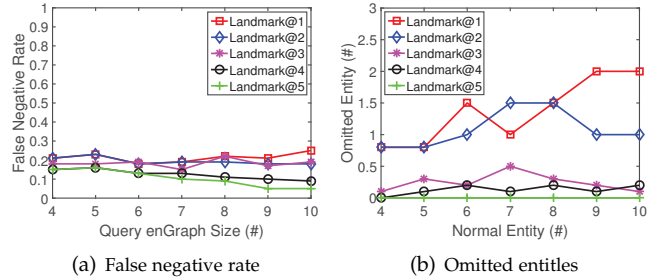 False Negative Rate
1
0.9
0.8
0.7
0.6
0.5
0.4
0.3
0.2
0.1
0
Landmark@1
Landmark@2
Landmark@3
Landmark@4
Landmark@5
4 5 6 7 8 9 10
Query enGraph Size (#)
(a) False negative rate
Omitted Entity (#)
3
2.5
2
1.5
1
0.5
0
Landmark@1
Landmark@2
Landmark@3
Landmark@4
Landmark@5
4 5 6 7 8 9 10
Normal Entity (#)
(b) Omitted entitles